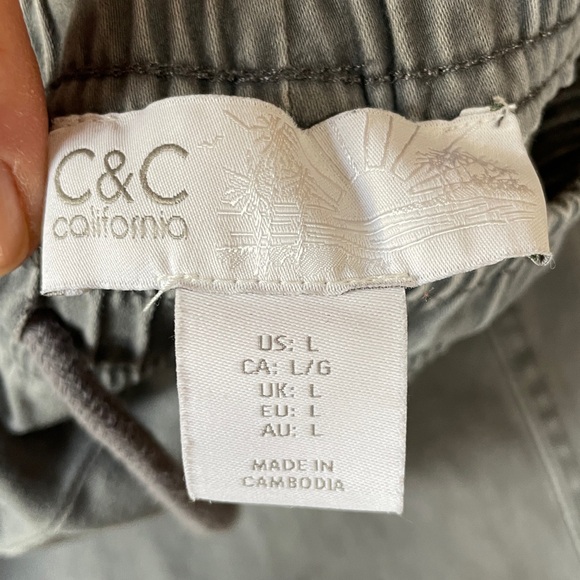 C&C
california
US: L
CA: L/G
UK: L
EU: L
AU: L
MADE IN
CAMBODIA